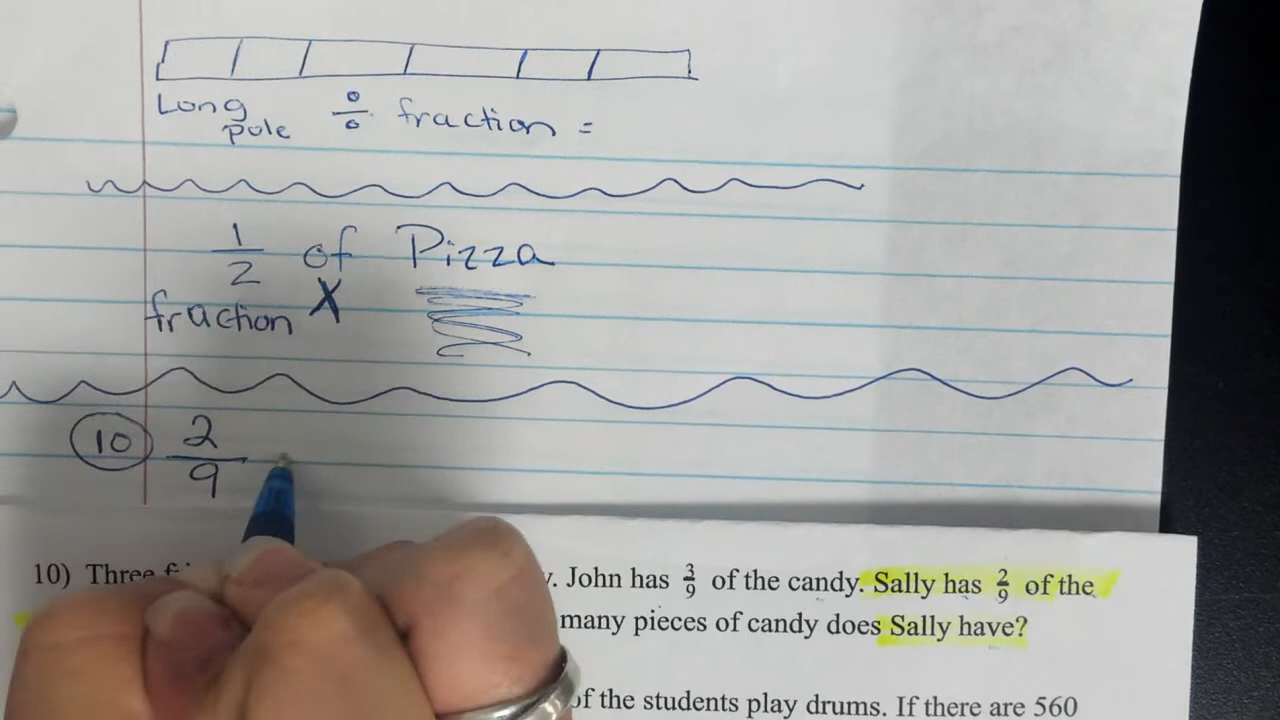 Long ÷ fraction =
pole
1/2 of Pizza
fraction X
10 2/9
10) Three John has 3/9 of the candy. Sally has 2/9 of the
many pieces of candy does Sally have?
of the students play drums. If there are 560